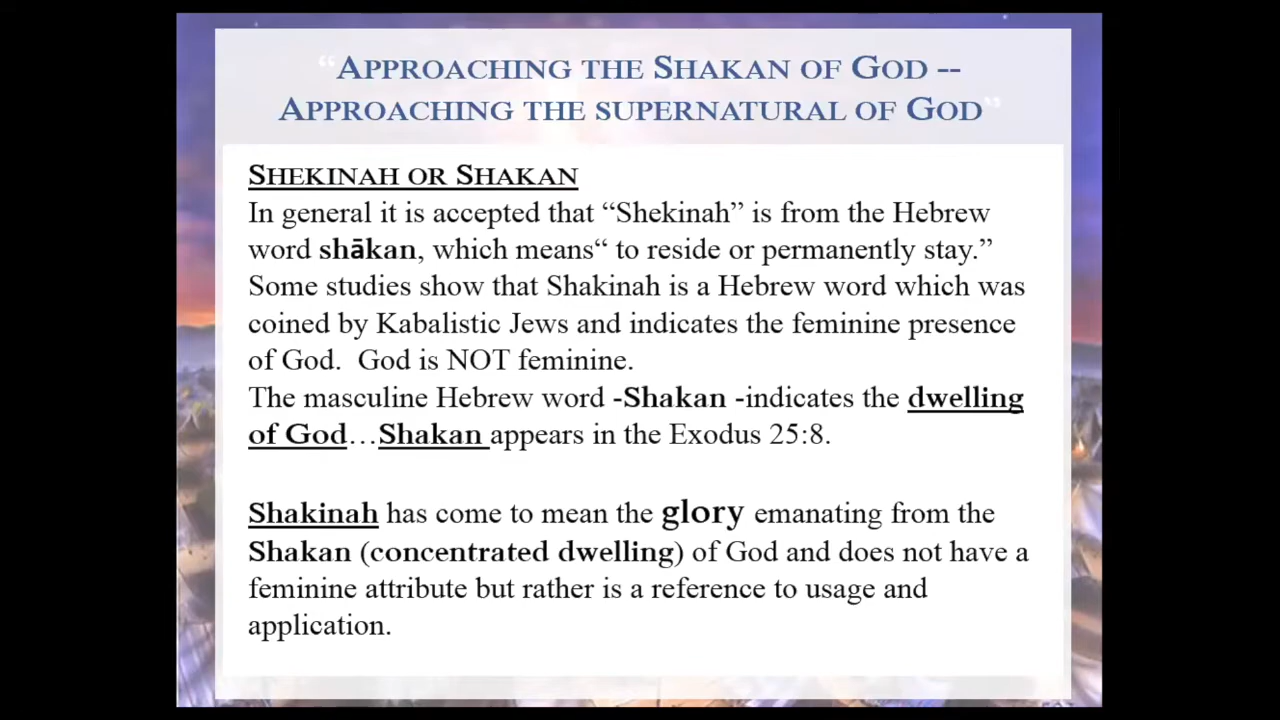 “APPROACHING THE SHAKAN OF GOD --
APPROACHING THE SUPERNATURAL OF GOD”
SHEKINAH OR SHAKAN
In general it is accepted that “Shekinah” is from the Hebrew
word shākan, which means“ to reside or permanently stay.”
Some studies show that Shakinah is a Hebrew word which was
coined by Kabalistic Jews and indicates the feminine presence
of God.  God is NOT feminine.
The masculine Hebrew word -Shakan -indicates the dwelling
of God…Shakan appears in the Exodus 25:8.
Shakinah has come to mean the glory emanating from the
Shakan (concentrated dwelling) of God and does not have a
feminine attribute but rather is a reference to usage and
application.